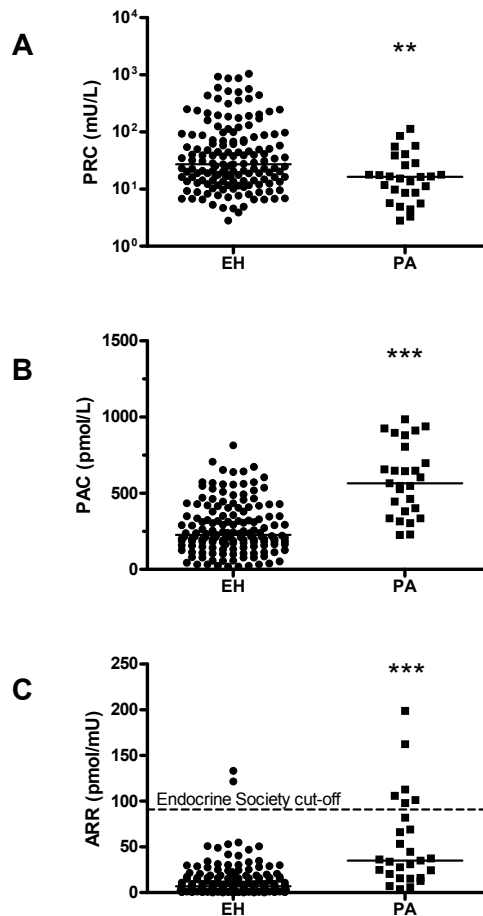 A
PRC (mU/L)
10⁴
10³
10²
10¹
10⁰
**
EH
PA
B
PAC (pmol/L)
1500
1000
500
0
***
EH
PA
C
ARR (pmol/mU)
250
200
150
100
50
0
***
Endocrine Society cut-off
EH
PA